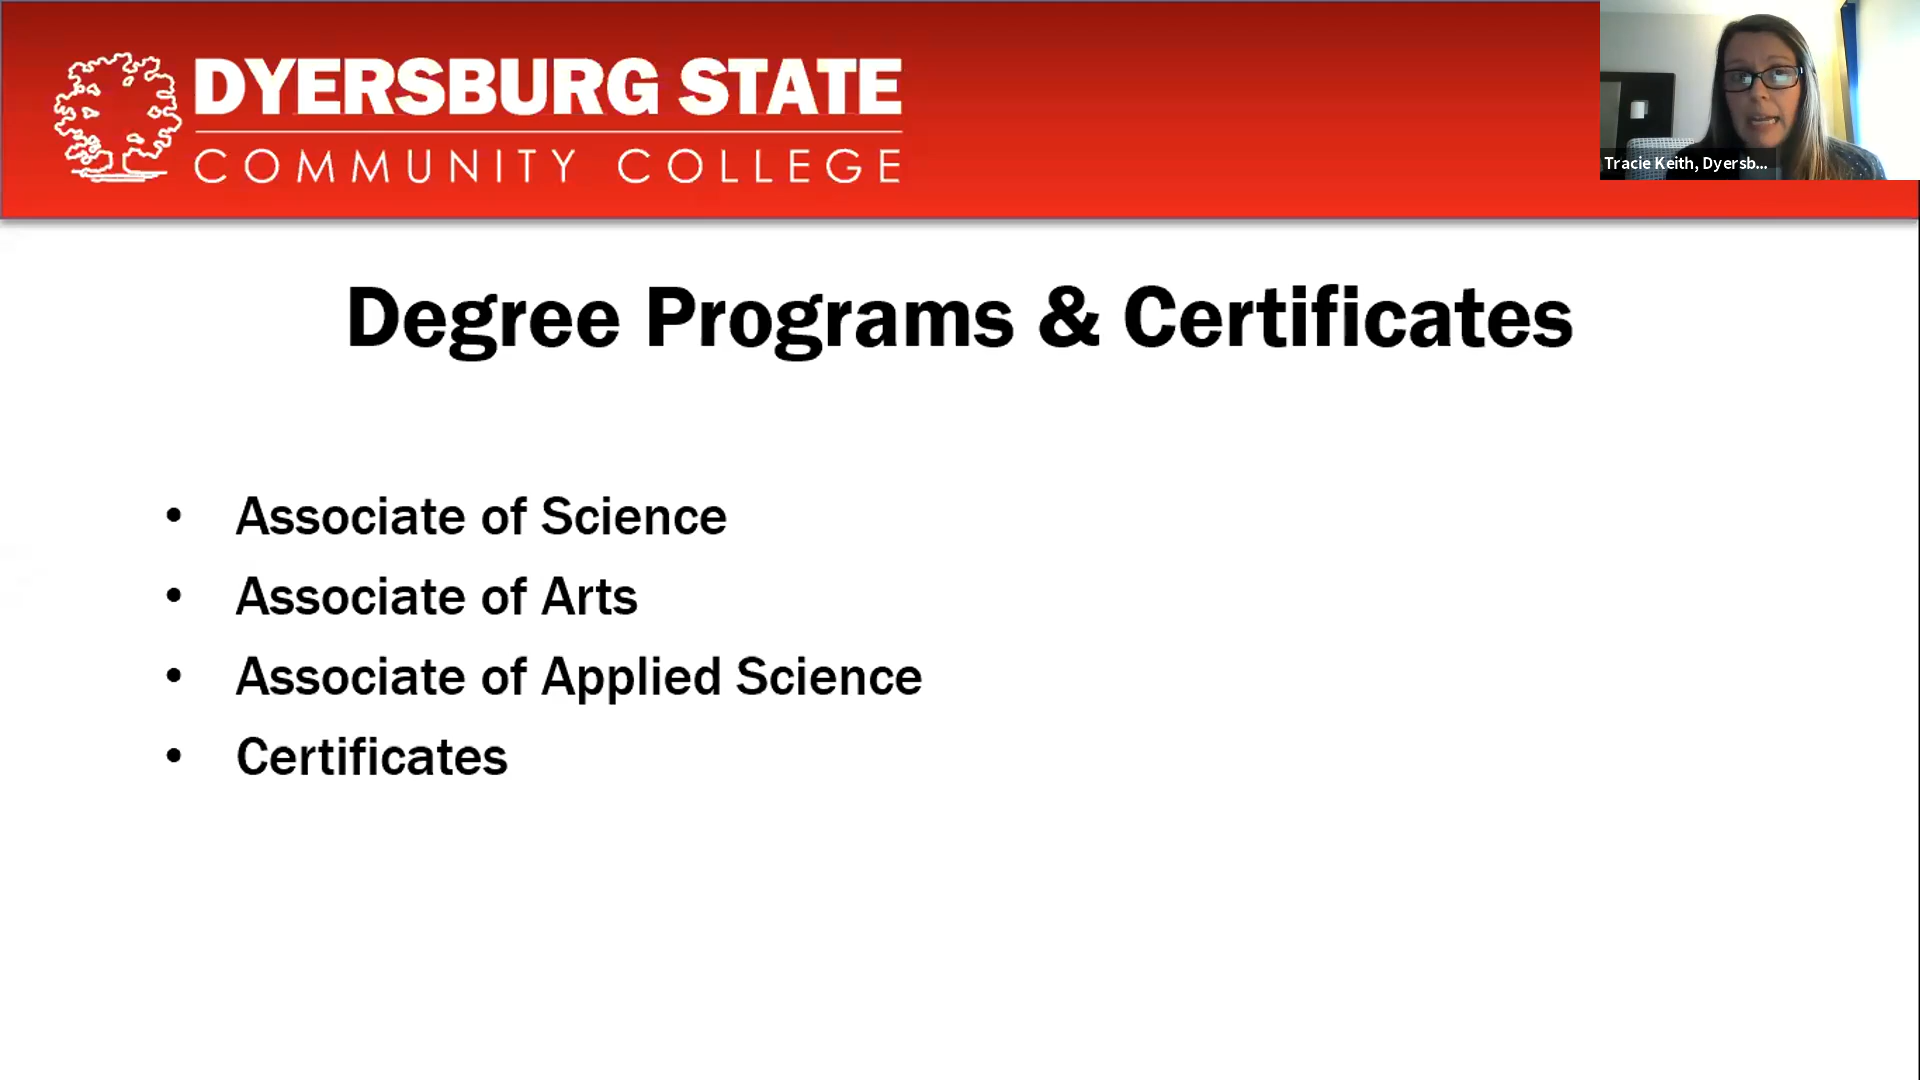 DYERSBURG STATE
COMMUNITY COLLEGE
Tracie Keith, Dyersb...
Degree Programs & Certificates
• Associate of Science
• Associate of Arts
• Associate of Applied Science
• Certificates